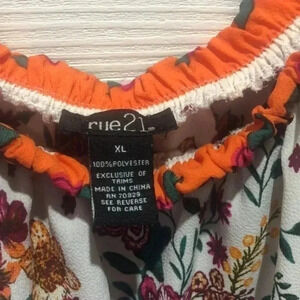 rue21
XL
100%POLYESTER
EXCLUSIVE OF
TRIMS
MADE IN CHINA
RN 70829
SEE REVERSE
FOR CARE